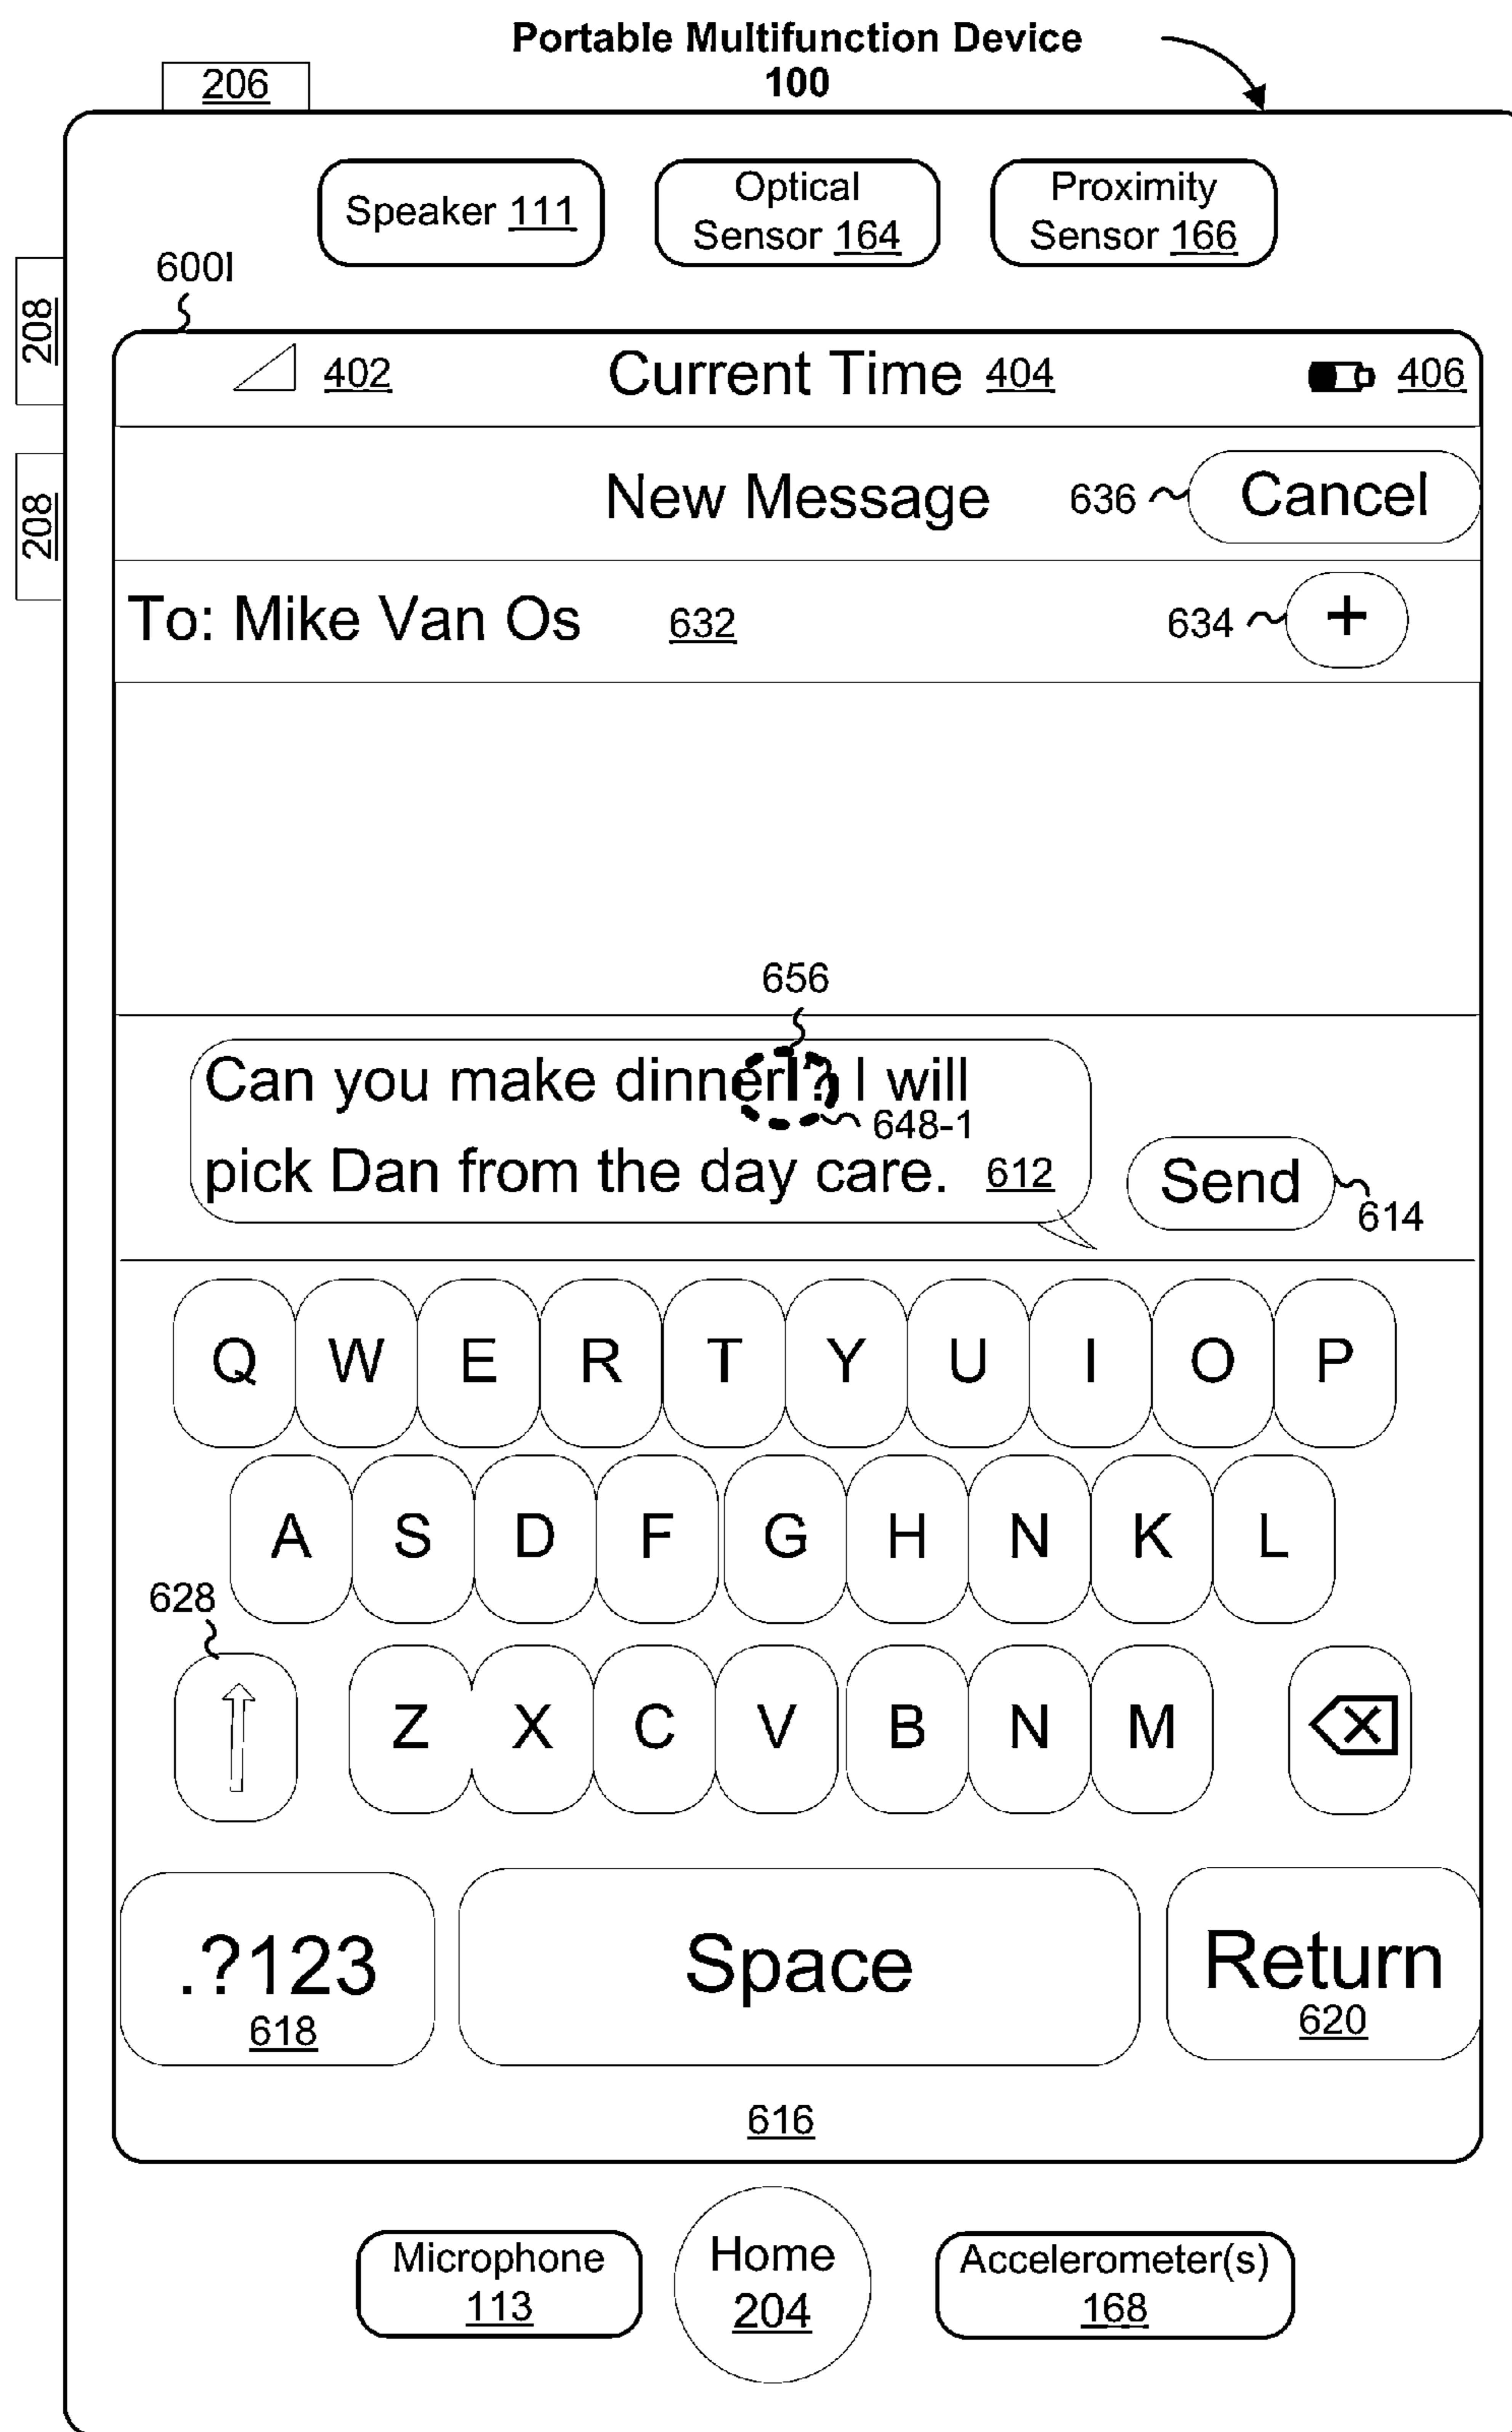 Portable Multifunction Device
100
206
Speaker 111
Optical
Sensor 164
Proximity
Sensor 166
208
600I
402
Current Time 404
406
208
New Message
636
Cancel
To: Mike Van Os
632
634
+
656
Can you make dinner? I will
648-1
pick Dan from the day care.
612
Send
614
Q W E R T Y U I O P
A S D F G H N K L
628
Z X C V B N M
.?123
618
Space
Return
620
616
Microphone
113
Home
204
Accelerometer(s)
168